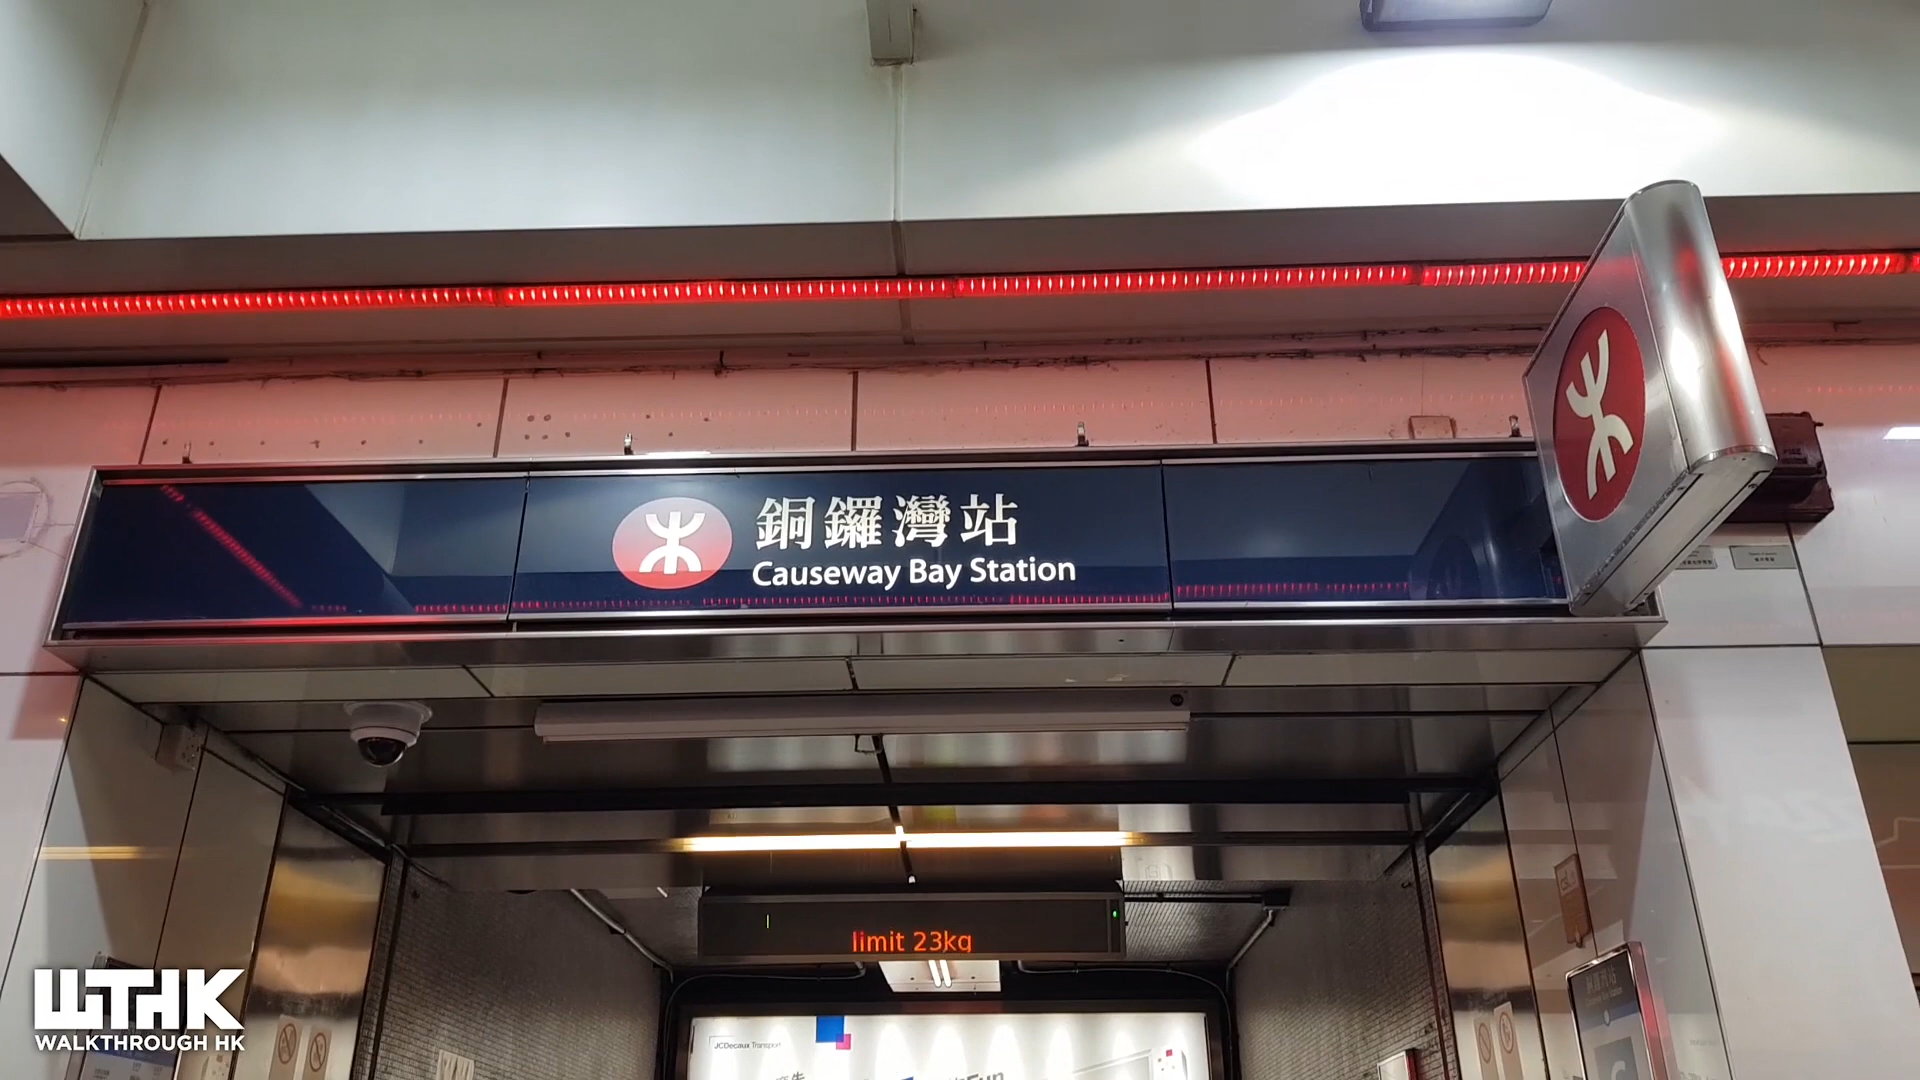 銅鑼灣站
Causeway Bay Station
limit 23kg
JCDecaux Transport
WTHK
WALKTHROUGH HK